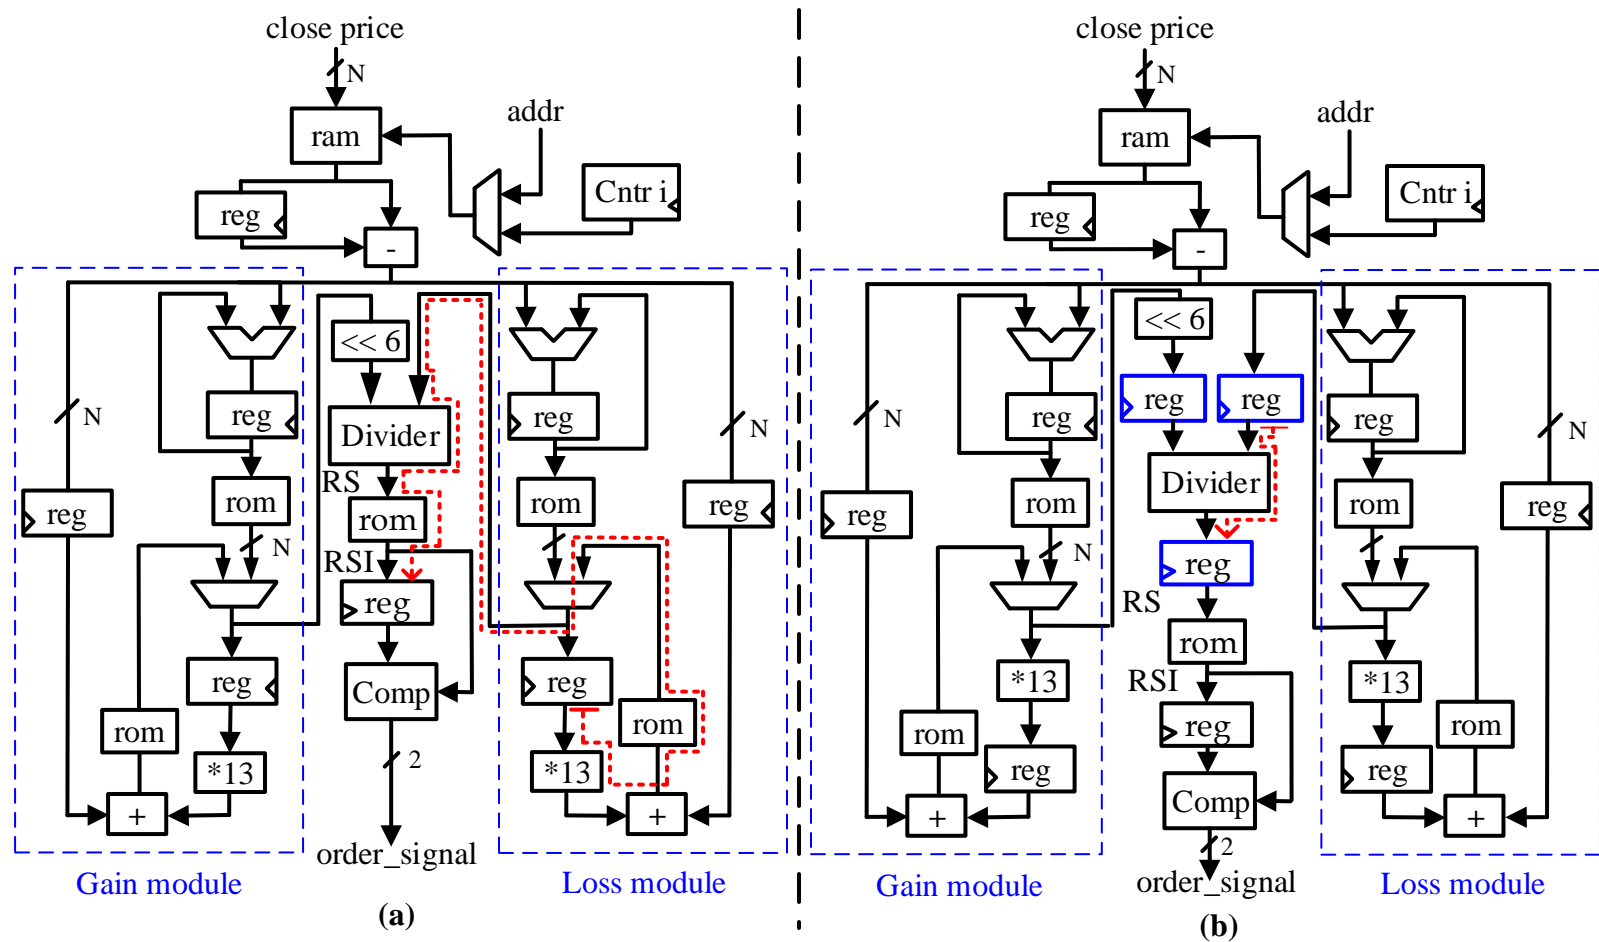 close price
N
ram
addr
Cntr i
reg
-
<< 6
reg
reg
Divider
N
N
rom
RS
rom
rom
reg
reg
N
RSI
reg
reg
reg
Comp
rom
rom
*13
*13
2
+
+
order_signal
Gain module
Loss module
(a)
close price
N
ram
addr
Cntr i
reg
-
<< 6
reg
reg
reg
reg
N
N
Divider
rom
rom
reg
reg
N
reg
RS
rom
*13
RSI
*13
rom
reg
rom
reg
reg
Comp
+
+
2
order_signal
Gain module
Loss module
(b)